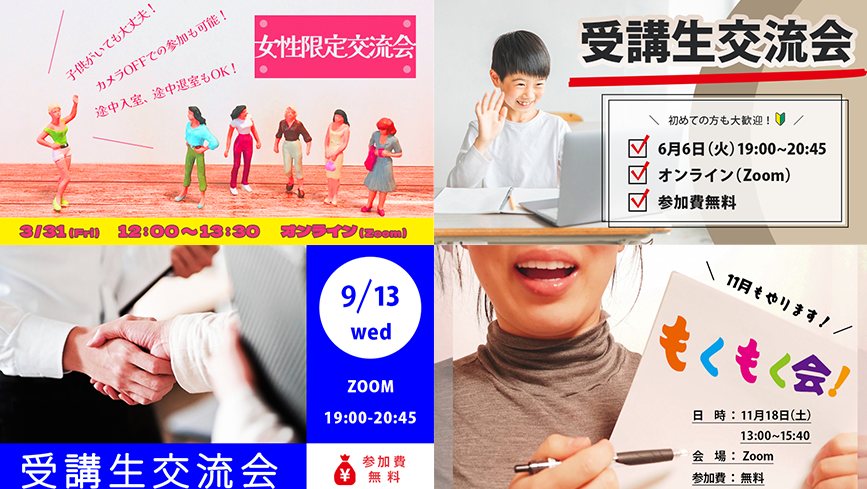 子供がいても大丈夫!
カメラOFFでの参加も可能!
途中入室、途中退室もOK!
女性限定交流会
3/31(Fri) 12:00〜13:30 オンライン(Zoom)
受講生交流会
初めての方も大歓迎!
6月6日(火)19:00~20:45
オンライン(Zoom)
参加費無料
9/13
wed
ZOOM
19:00-20:45
受講生交流会
¥
参加費
無料
11月もやります!
もくもく会!
日 時:11月18日(土)
13:00~15:40
会 場:Zoom
参加費:無料